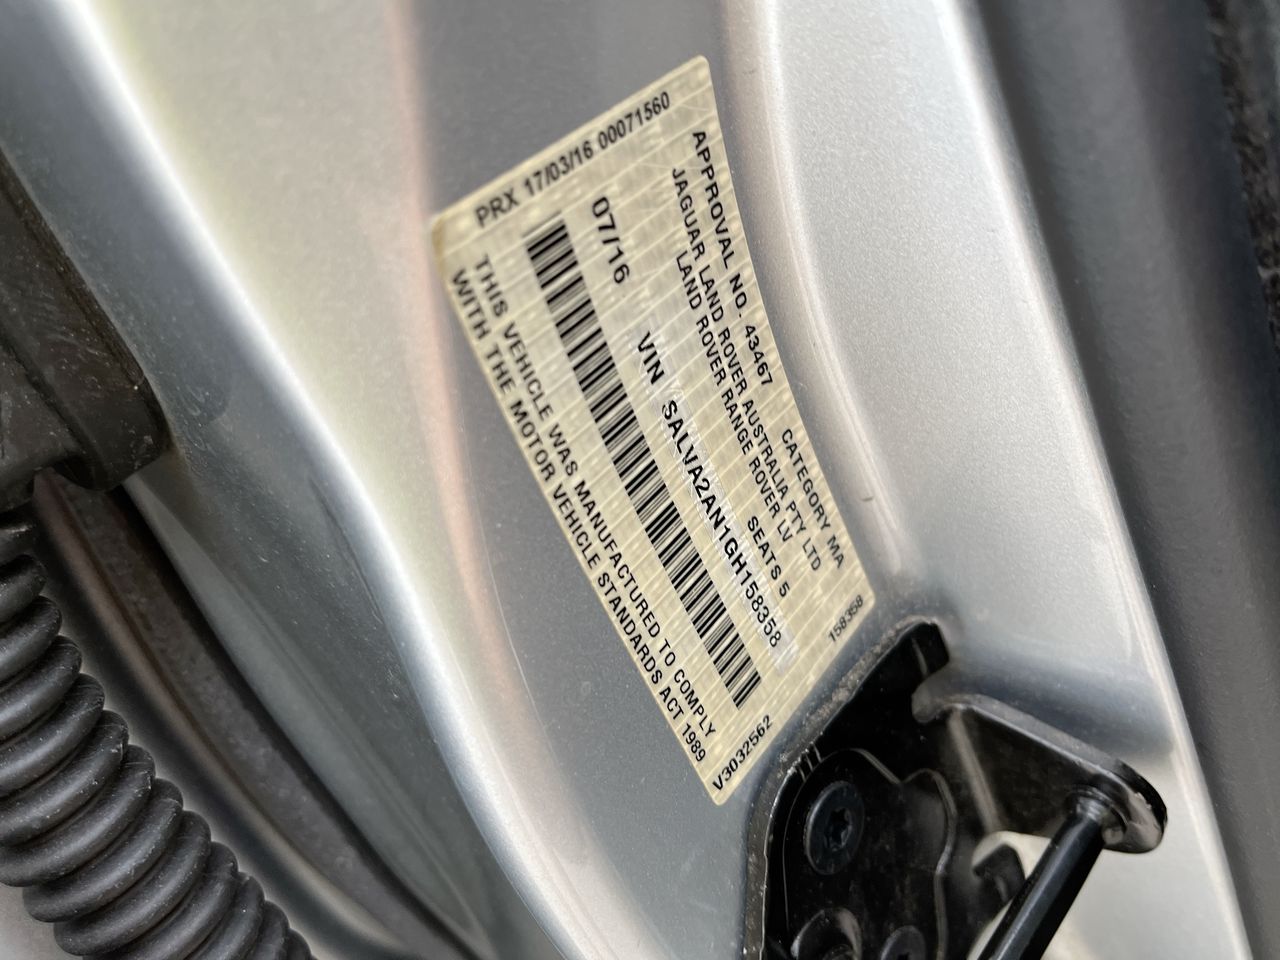 PRX 17/03/16 00071560
APPROVAL NO. 43467 CATEGORY MA
JAGUAR LAND ROVER AUSTRALIA PTY LTD
LAND ROVER RANGE ROVER LV
SEATS 5
07/16 VIN SALVA2AN1GH158358
THIS VEHICLE WAS MANUFACTURED TO COMPLY
WITH THE MOTOR VEHICLE STANDARDS ACT 1989
158358
V3032562